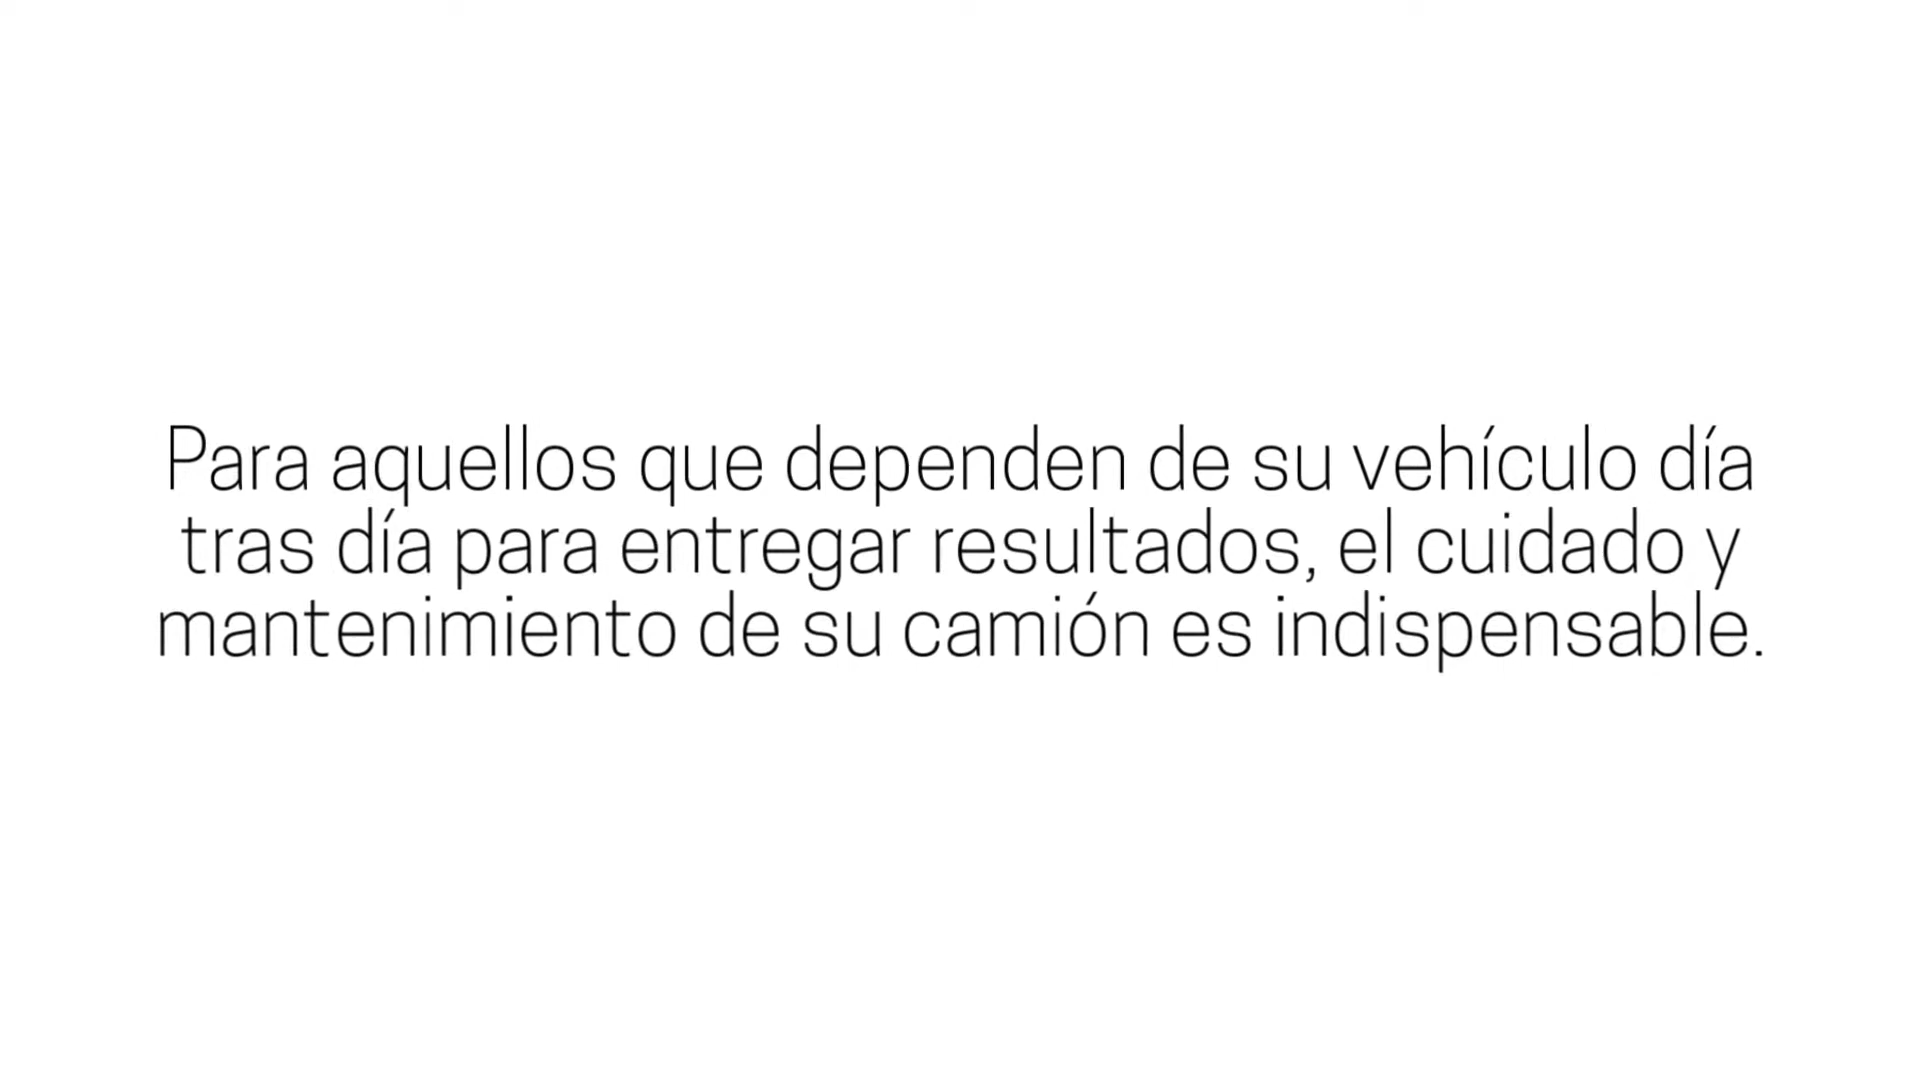 Para aquellos que dependen de su vehículo día
tras día para entregar resultados, el cuidado y
mantenimiento de su camión es indispensable.